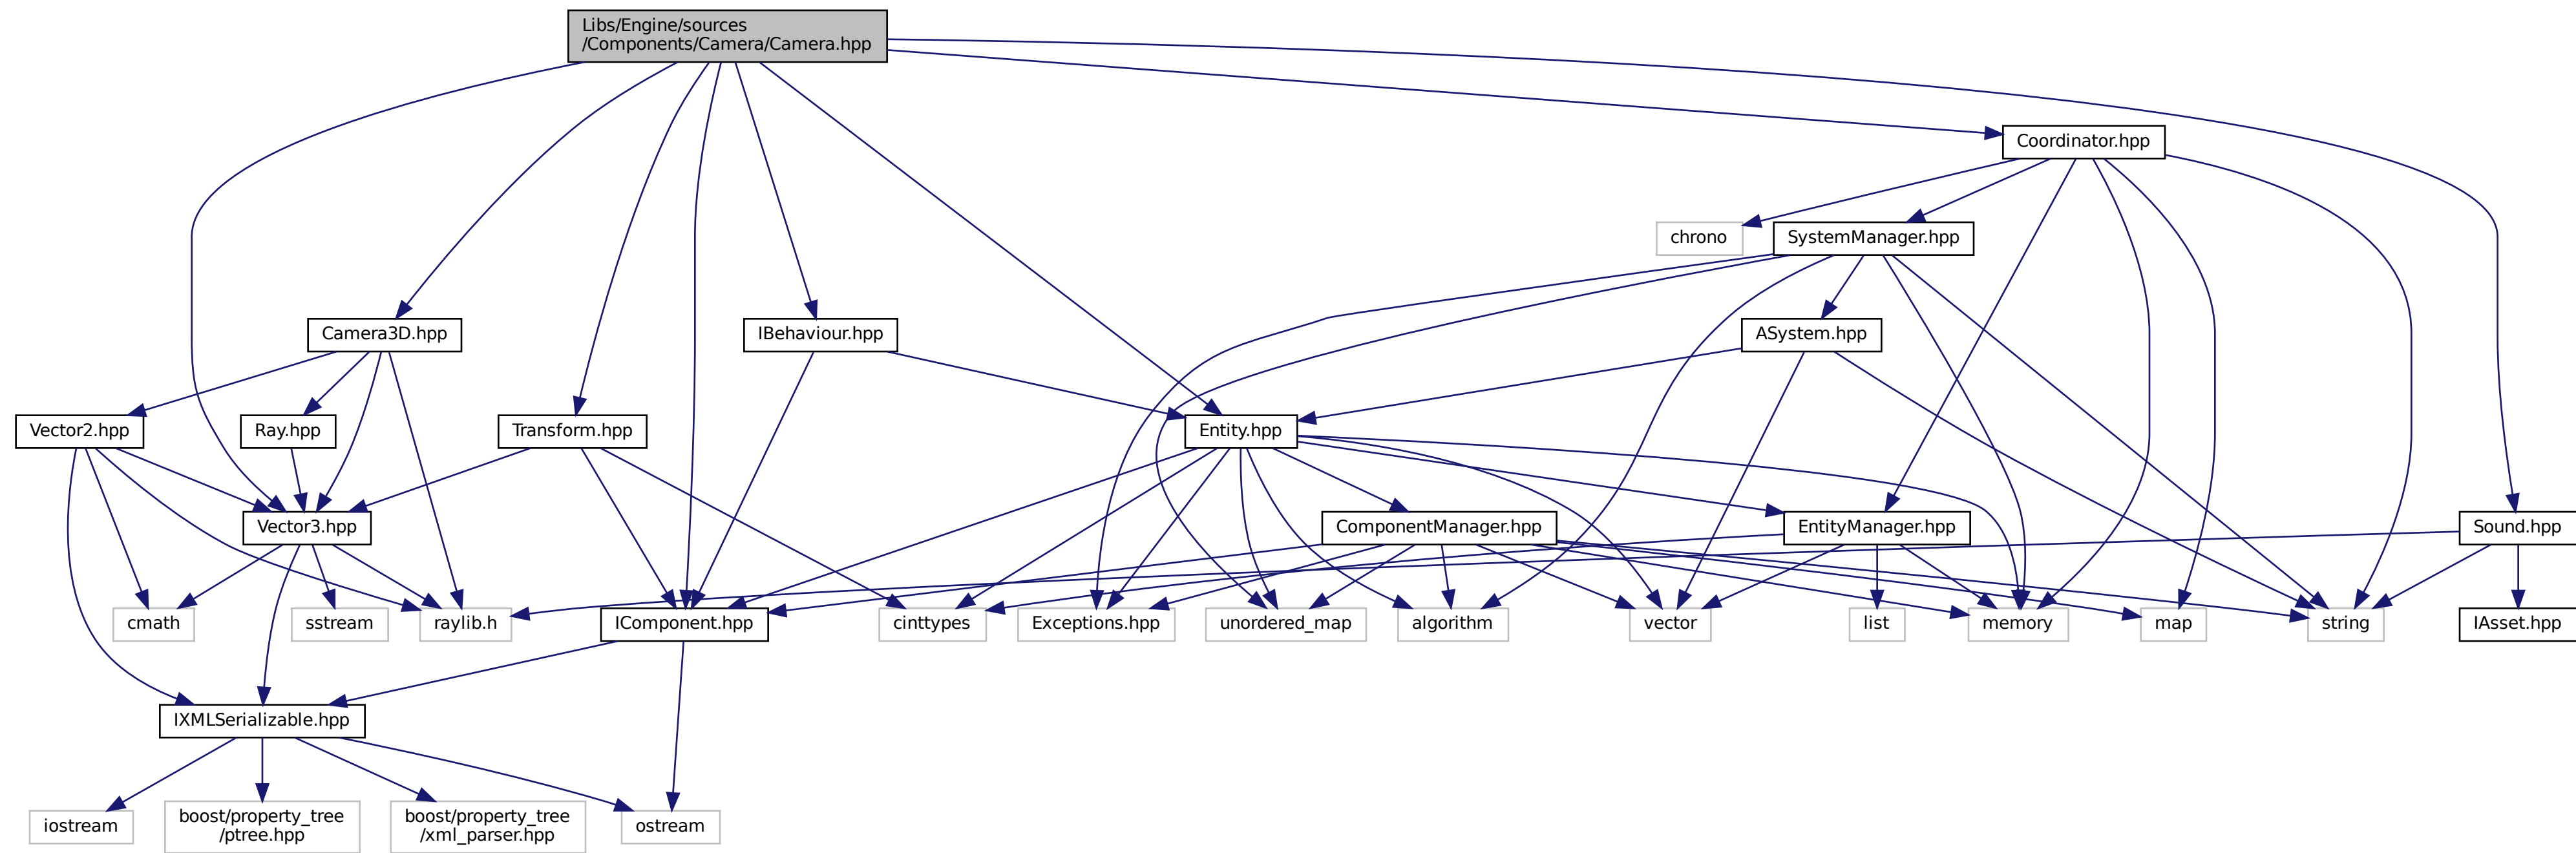 Libs/Engine/sources
/Components/Camera/Camera.hpp
Coordinator.hpp
chrono
SystemManager.hpp
Camera3D.hpp
IBehaviour.hpp
ASystem.hpp
Vector2.hpp
Ray.hpp
Transform.hpp
Entity.hpp
Vector3.hpp
ComponentManager.hpp
EntityManager.hpp
Sound.hpp
cmath
sstream
raylib.h
IComponent.hpp
cinttypes
Exceptions.hpp
unordered_map
algorithm
vector
list
memory
map
string
IAsset.hpp
IXMLSerializable.hpp
iostream
boost/property_tree
/ptree.hpp
boost/property_tree
/xml_parser.hpp
ostream